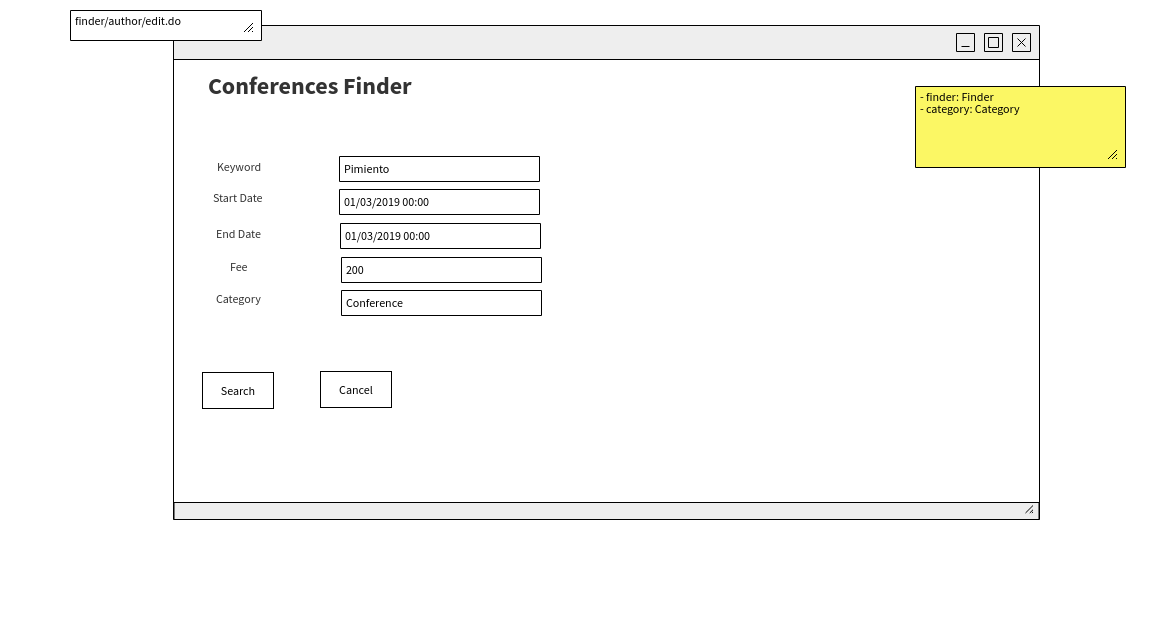 finder/author/edit.do
Conferences Finder
- finder: Finder
- category: Category
Keyword Pimiento
Start Date 01/03/2019 00:00
End Date 01/03/2019 00:00
Fee 200
Category Conference
Search Cancel